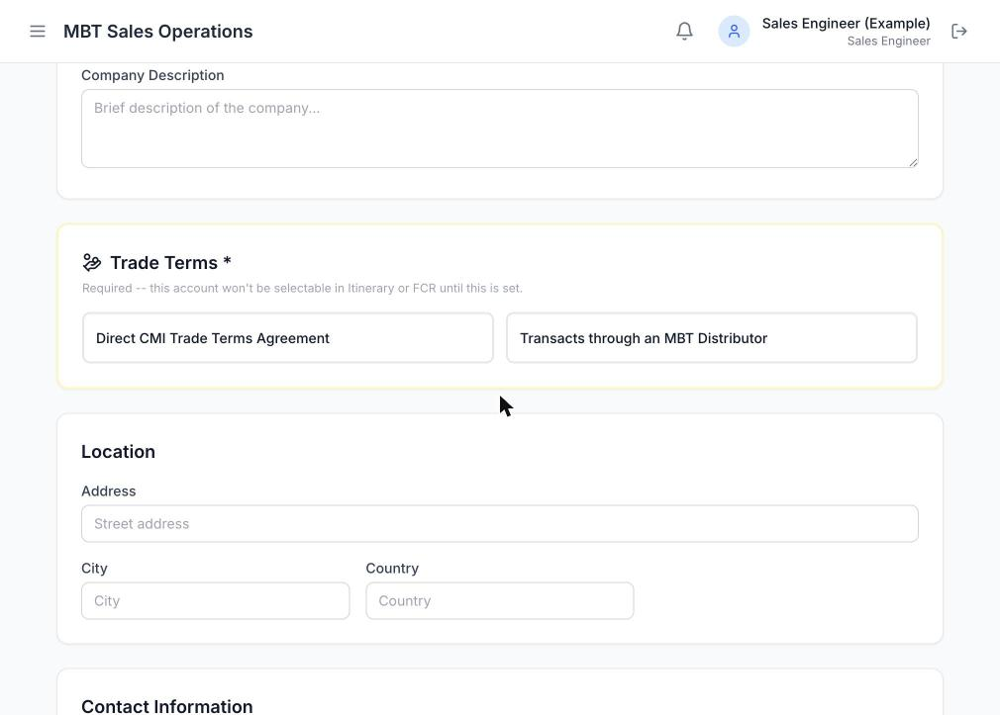 MBT Sales Operations
Sales Engineer (Example)
Sales Engineer
Company Description
Brief description of the company...
Trade Terms *
Required -- this account won't be selectable in Itinerary or FCR until this is set.
Direct CMI Trade Terms Agreement
Transacts through an MBT Distributor
Location
Address
Street address
City
Country
City
Country
Contact Information